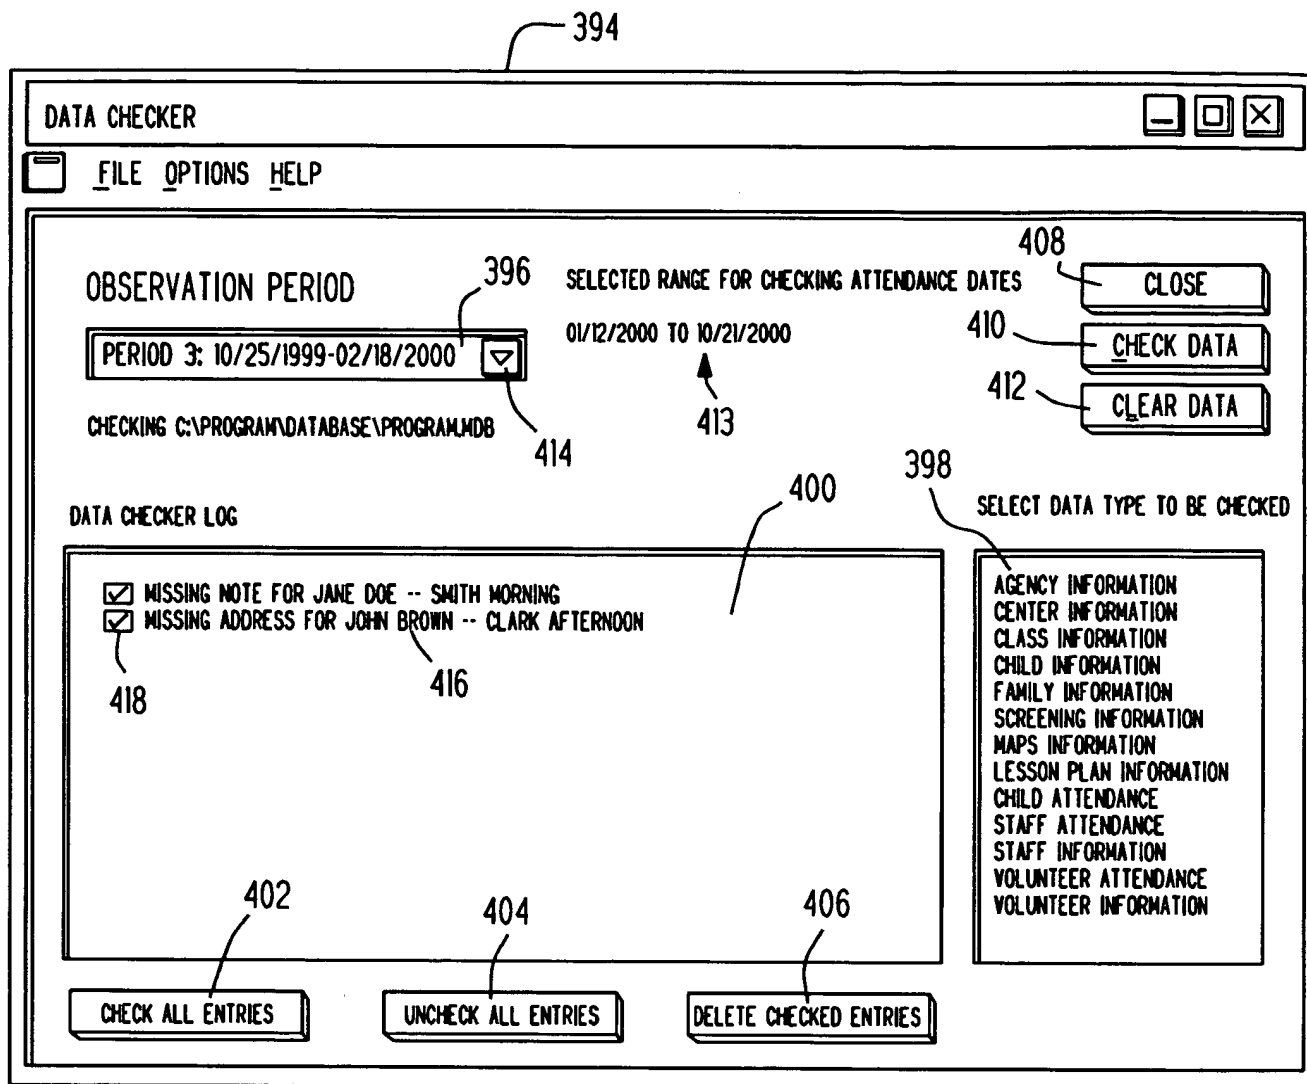 394
DATA CHECKER
FILE OPTIONS HELP
OBSERVATION PERIOD
396
SELECTED RANGE FOR CHECKING ATTENDANCE DATES
408
CLOSE
PERIOD 3: 10/25/1999-02/18/2000
01/12/2000 TO 10/21/2000
410
CHECK DATA
413
412
CLEAR DATA
CHECKING C:\PROGRAM\DATABASE\PROGRAM.MDB
414
400
398
DATA CHECKER LOG
SELECT DATA TYPE TO BE CHECKED
MISSING NOTE FOR JANE DOE -- SMITH MORNING
MISSING ADDRESS FOR JOHN BROWN -- CLARK AFTERNOON
418
416
AGENCY INFORMATION
CENTER INFORMATION
CLASS INFORMATION
CHILD INFORMATION
FAMILY INFORMATION
SCREENING INFORMATION
MAPS INFORMATION
LESSON PLAN INFORMATION
CHILD ATTENDANCE
STAFF ATTENDANCE
STAFF INFORMATION
VOLUNTEER ATTENDANCE
VOLUNTEER INFORMATION
402
404
406
CHECK ALL ENTRIES
UNCHECK ALL ENTRIES
DELETE CHECKED ENTRIES